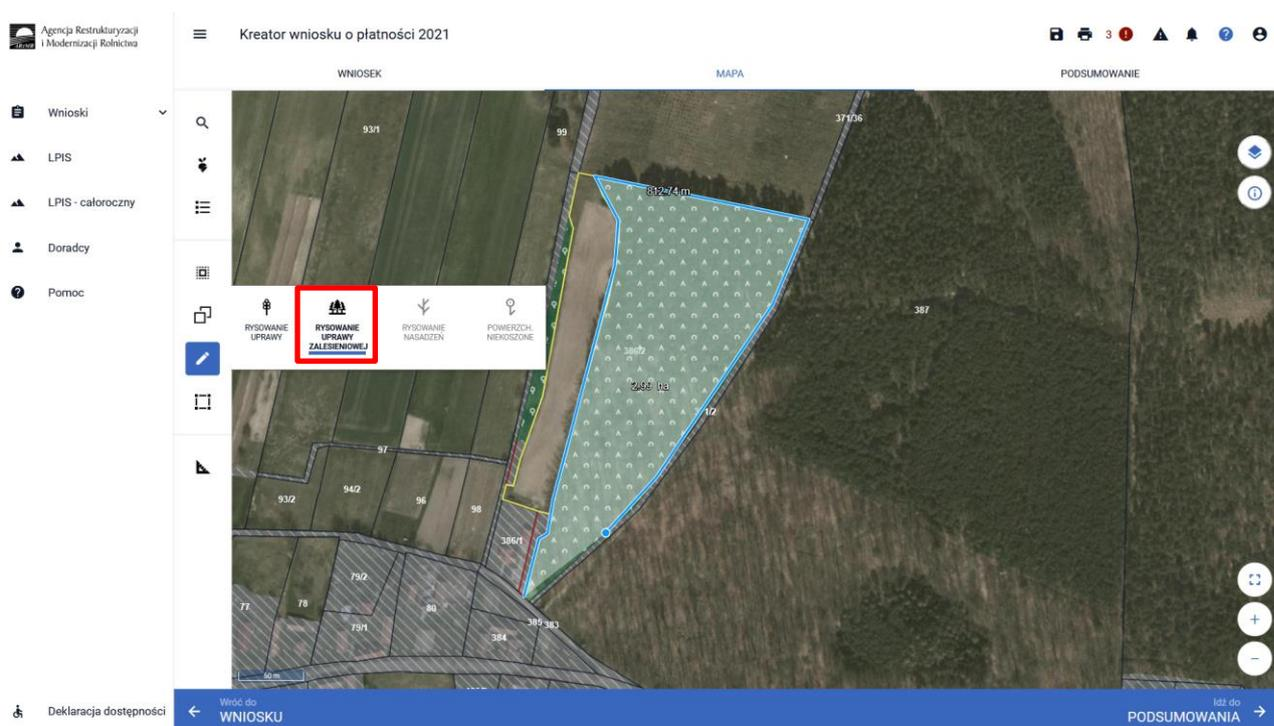 Agencja Restrukturyzacji
i Modernizacji Rolnictwa
Kreator wniosku o płatności 2021
3
WNIOSEK
MAPA
PODSUMOWANIE
Wnioski
LPIS
LPIS - całoroczny
Doradcy
Pomoc
93/1
99
371/36
812.74 m
RYSOWANIE
UPRAWY
RYSOWANIE
UPRAWY
ZALESIENIOWEJ
RYSOWANIE
NASADZEŃ
POWIERZCH.
NIEKOSZONE
387
386/2
2.99 ha
97
93/2
94/2
96
98
386/1
79/2
77
78
80
79/1
384
385
383
50 m
Deklaracja dostępności
Wróć do
WNIOSKU
Idź do
PODSUMOWANIA